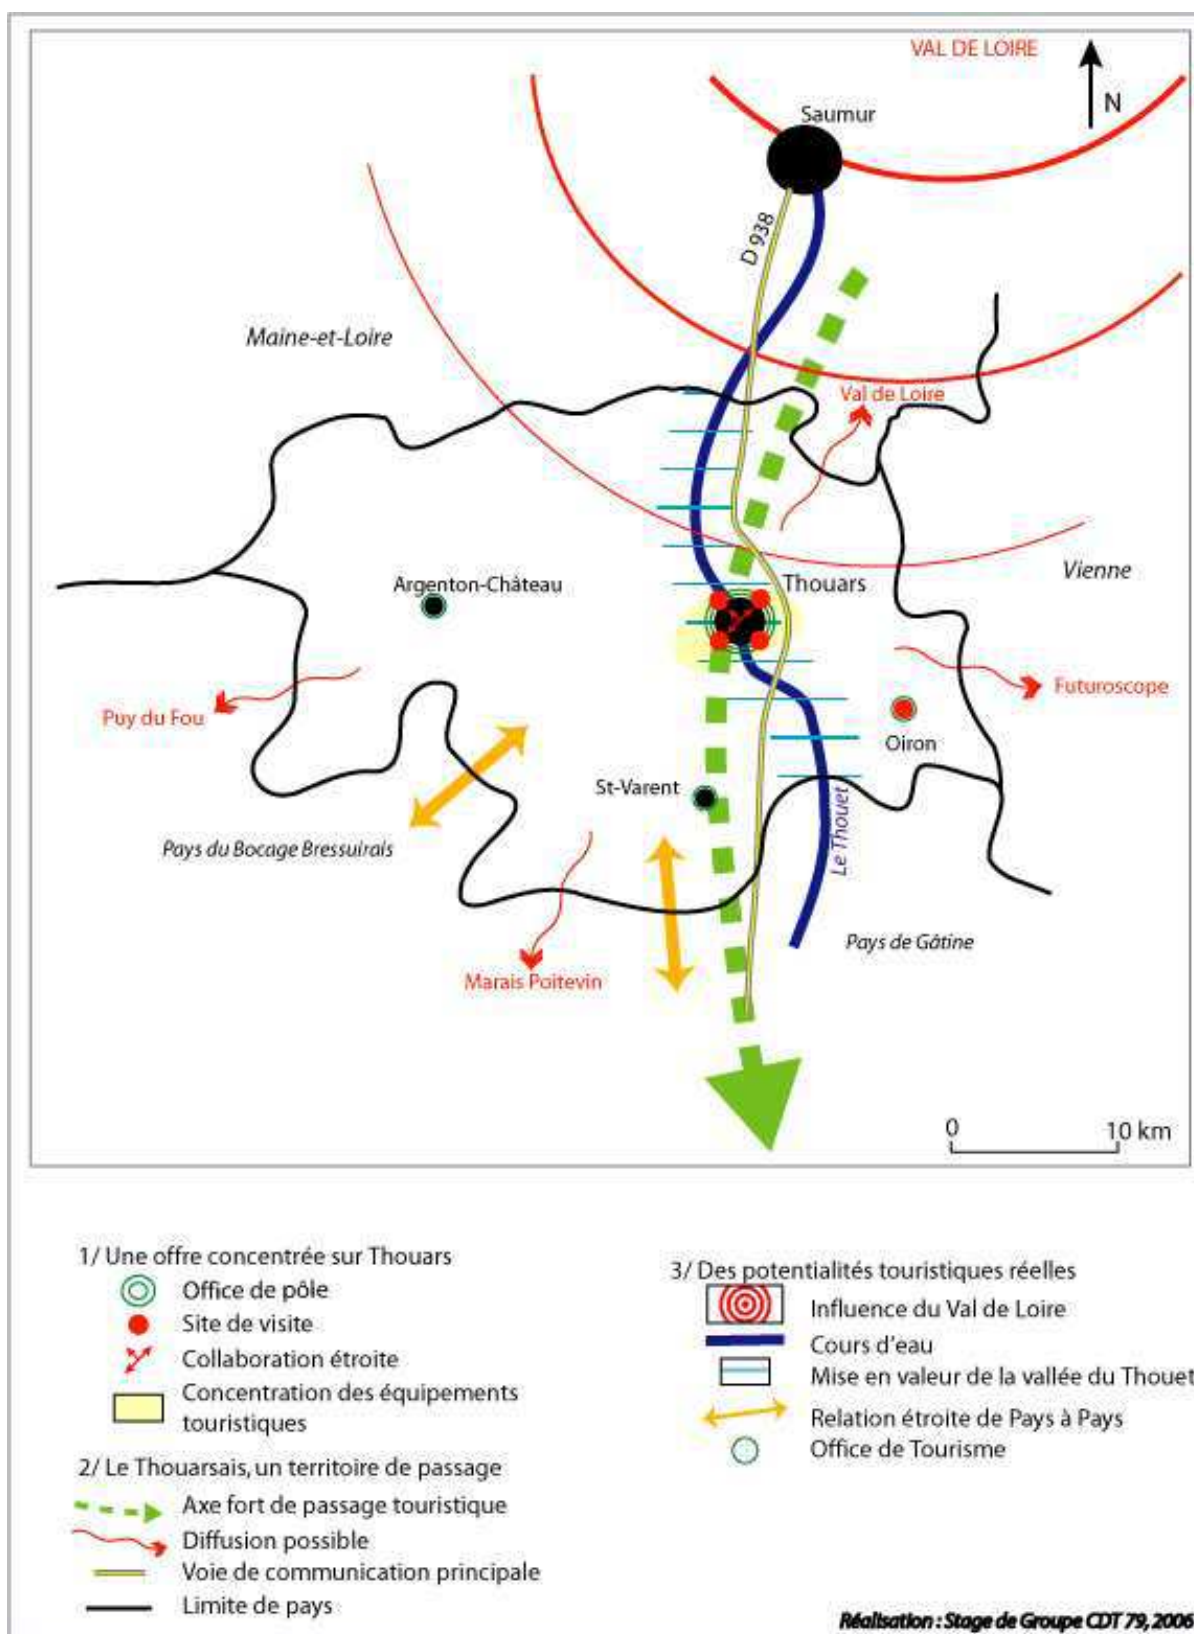 VAL DE LOIRE
N
Saumur
D 938
Maine-et-Loire
Val de Loire
Argenton-Château
Thouars
Vienne
Puy du Fou
Futuroscope
Oiron
St-Varent
Le Thouet
Pays du Bocage Bressuirais
Pays de Gâtine
Marais Poitevin
0 10 km
1/ Une offre concentrée sur Thouars
Office de pôle
Site de visite
Collaboration étroite
Concentration des équipements
touristiques
2/ Le Thouarsais, un territoire de passage
Axe fort de passage touristique
Diffusion possible
Voie de communication principale
Limite de pays
3/ Des potentialités touristiques réelles
Influence du Val de Loire
Cours d'eau
Mise en valeur de la vallée du Thouet
Relation étroite de Pays à Pays
Office de Tourisme
Réalisation : Stage de Groupe CDT 79, 2006